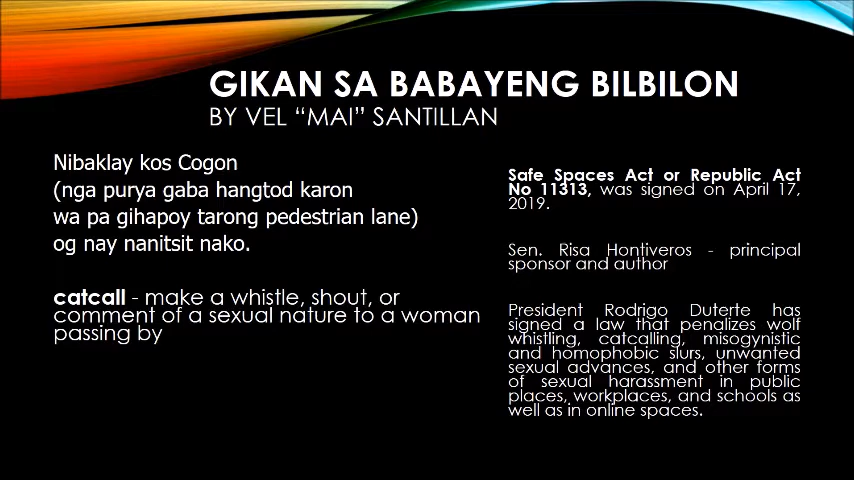 GIKAN SA BABAYENG BILBILON
BY VEL “MAI” SANTILLAN
Nibaklay kos Cogon
(nga purya gaba hangtod karon
wa pa gihapoy tarong pedestrian lane)
og nay nanitsit nako.
catcall - make a whistle, shout, or
comment of a sexual nature to a woman
passing by
Safe Spaces Act or Republic Act
No 11313, was signed on April 17,
2019.
Sen. Risa Hontiveros - principal
sponsor and author
President Rodrigo Duterte has
signed a law that penalizes wolf
whistling, catcalling, misogynistic
and homophobic slurs, unwanted
sexual advances, and other forms
of sexual harassment in public
places, workplaces, and schools as
well as in online spaces.